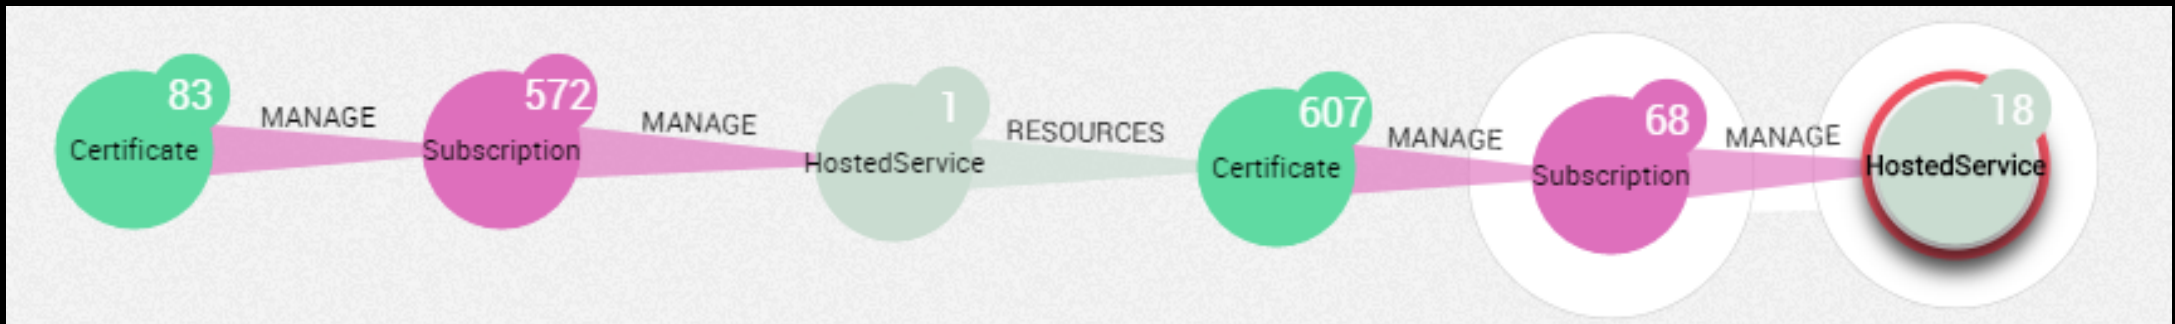 83
Certificate
MANAGE
572
Subscription
MANAGE
1
HostedService
RESOURCES
607
Certificate
MANAGE
68
Subscription
MANAGE
18
HostedService